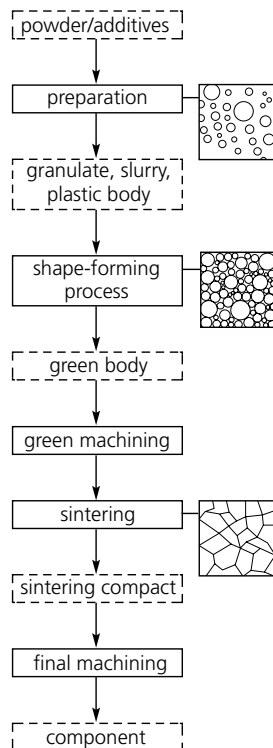 powder/additives
preparation
granulate, slurry,
plastic body
shape-forming
process
green body
green machining
sintering
sintering compact
final machining
component